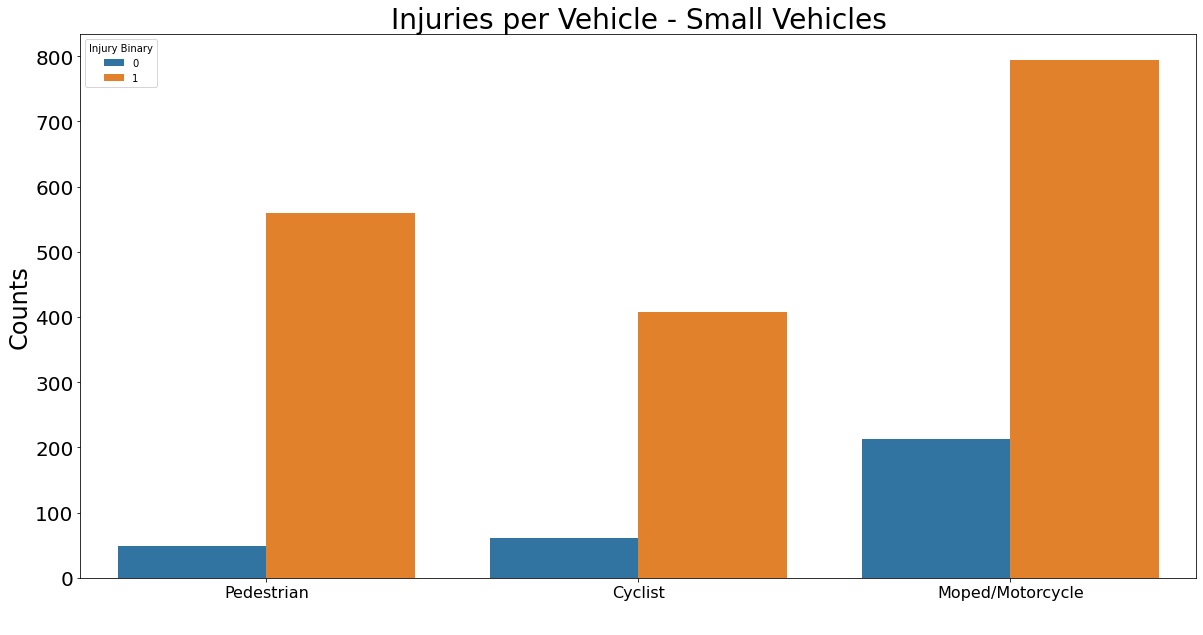 Injuries per Vehicle - Small Vehicles
Injury Binary
0
1
Counts
800
700
600
500
400
300
200
100
0
Pedestrian Cyclist Moped/Motorcycle